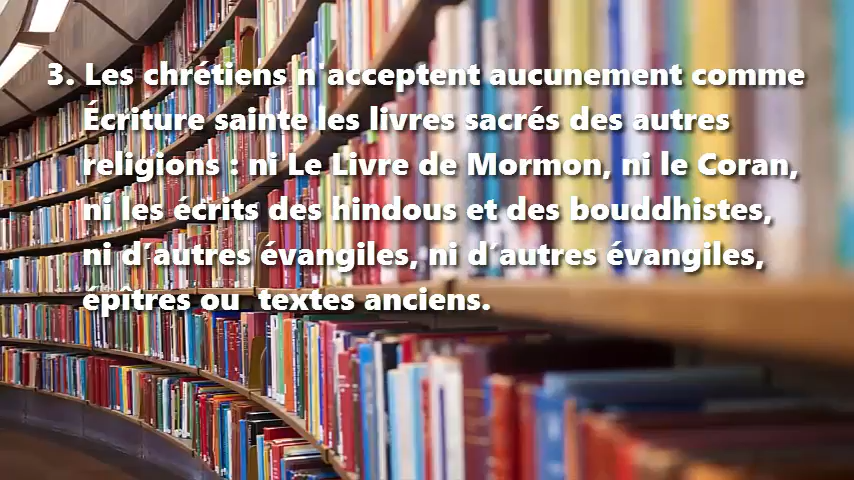 3. Les chrétiens n'acceptent aucunement comme
Écriture sainte les livres sacrés des autres
religions : ni Le Livre de Mormon, ni le Coran,
ni les écrits des hindous et des bouddhistes,
ni d´autres évangiles, ni d´autres évangiles,
épîtres ou  textes anciens.